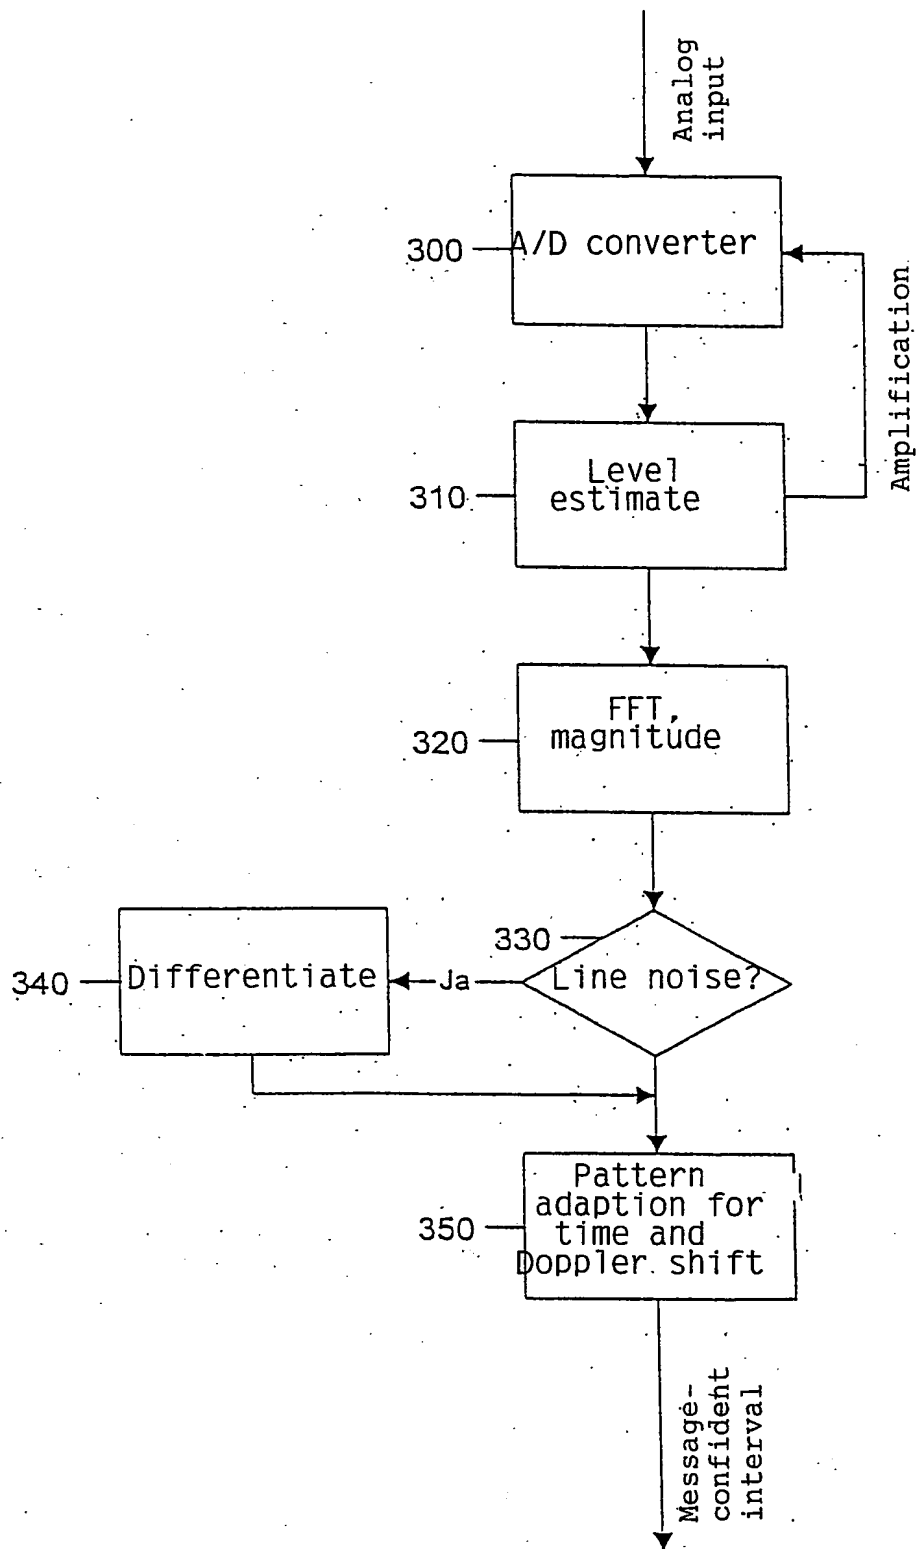 Analog
input
300
A/D converter
Amplification
310
Level
estimate
320
FFT,
magnitude
330
Line noise?
Ja
340
Differentiate
350
Pattern
adaption for
time and
Doppler shift
Message-
confident
interval